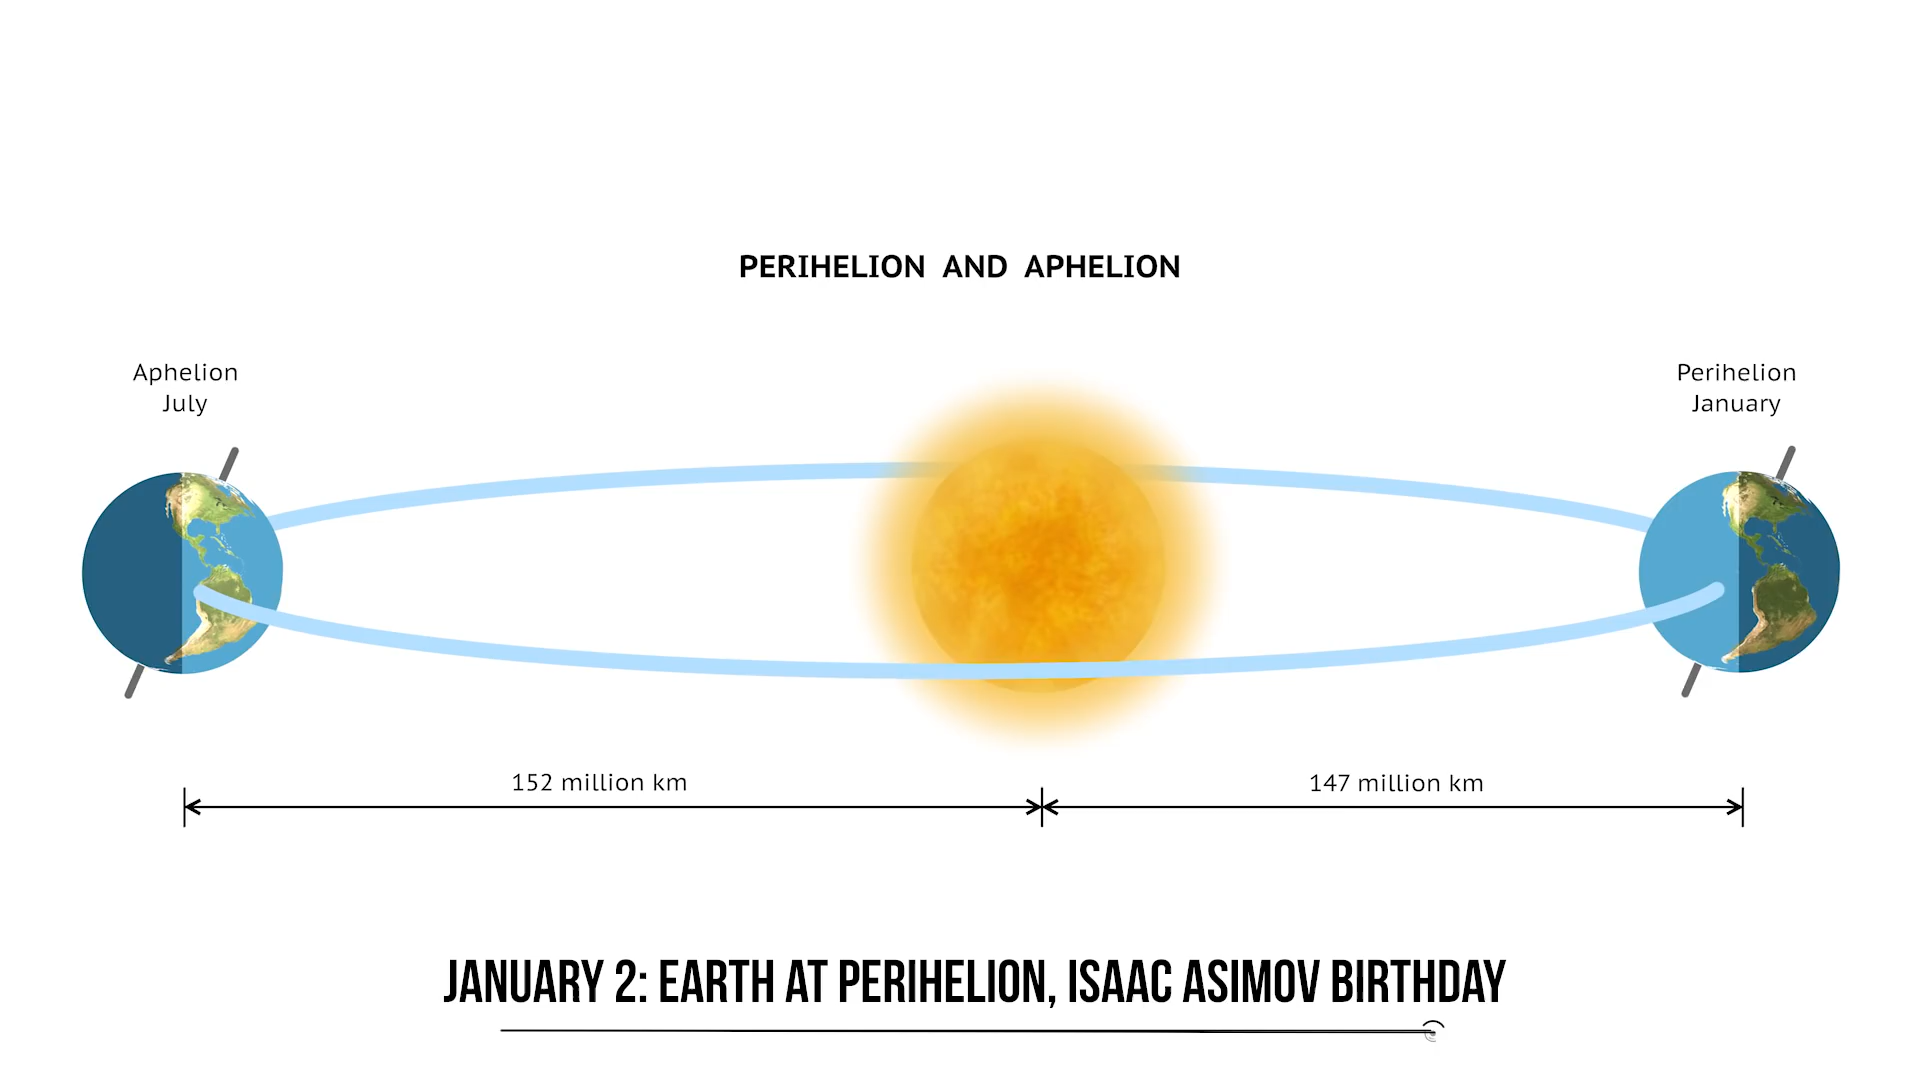 PERIHELION AND APHELION
Aphelion
July
Perihelion
January
152 million km
147 million km
JANUARY 2: EARTH AT PERIHELION, ISAAC ASIMOV BIRTHDAY